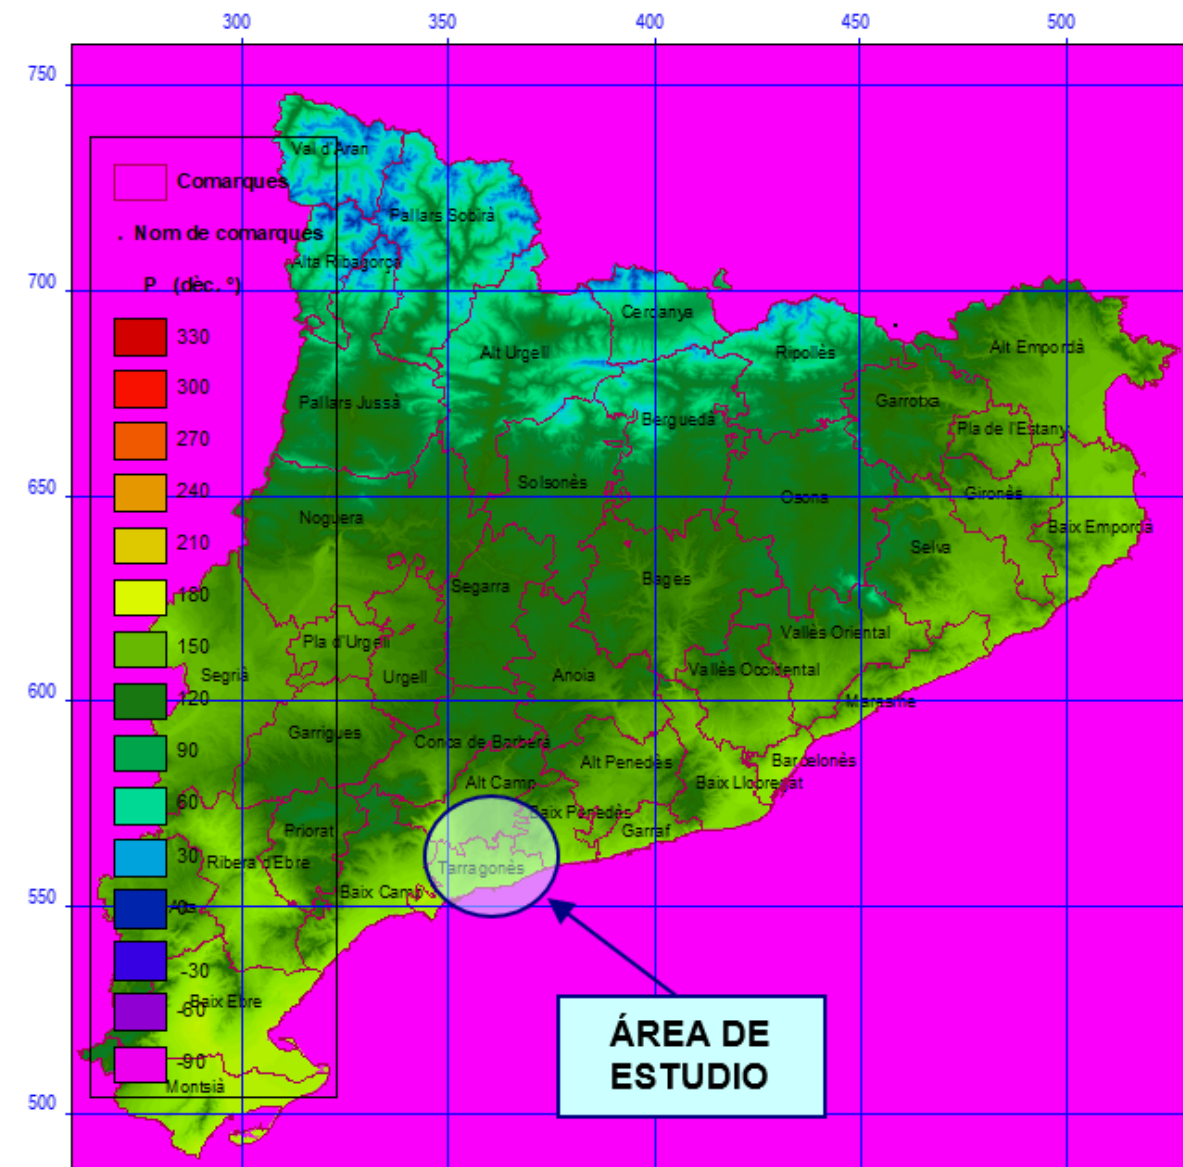 300 350 400 450 500
750
Val d'Aran
Comarques
Pallars Sobirà
. Nom de comarques
Alta Ribagorça
P (dèc. º)
700
Cerdanya
330
Alt Urgell
Ripollès
Alt Empordà
300
Pallars Jussà
Garrotxa
Berguedà
Pla de l'Estany
270
240
Solsonès
650
Osona
Gironès
Noguera
Baix Empordà
210
Selva
Segarra
Bages
180
Vallès Oriental
150
Pla d'Urgell
Segrià
Urgell
Anoia
Vallès Occidental
120
600
Maresme
Garrigues
Conca de Barberà
90
Alt Penedès
Barcelonès
Alt Camp
Baix Llobregat
60
Baix Penedès
Priorat
Garraf
30
Ribera d'Ebre
Tarragonès
Baix Camp
550
0
-30
Baix Ebre
-60
ÁREA DE
ESTUDIO
-90
Montsià
500